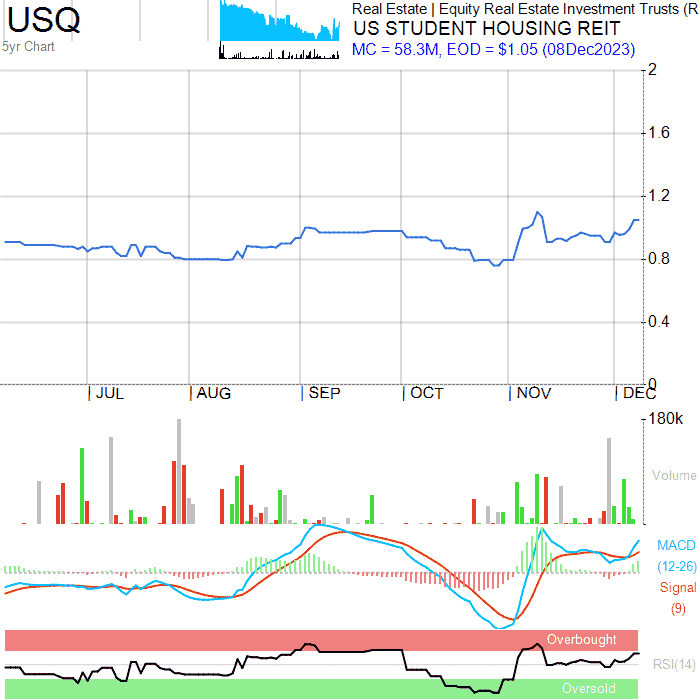 USQ
5yr Chart
Real Estate | Equity Real Estate Investment Trusts (R
US STUDENT HOUSING REIT
MC = 58.3M, EOD = $1.05 (08Dec2023)
2
1.6
1.2
0.8
0.4
0
JUL AUG SEP OCT NOV DEC
180k
Volume
MACD
(12-26)
Signal
(9)
Overbought
RSI(14)
Oversold